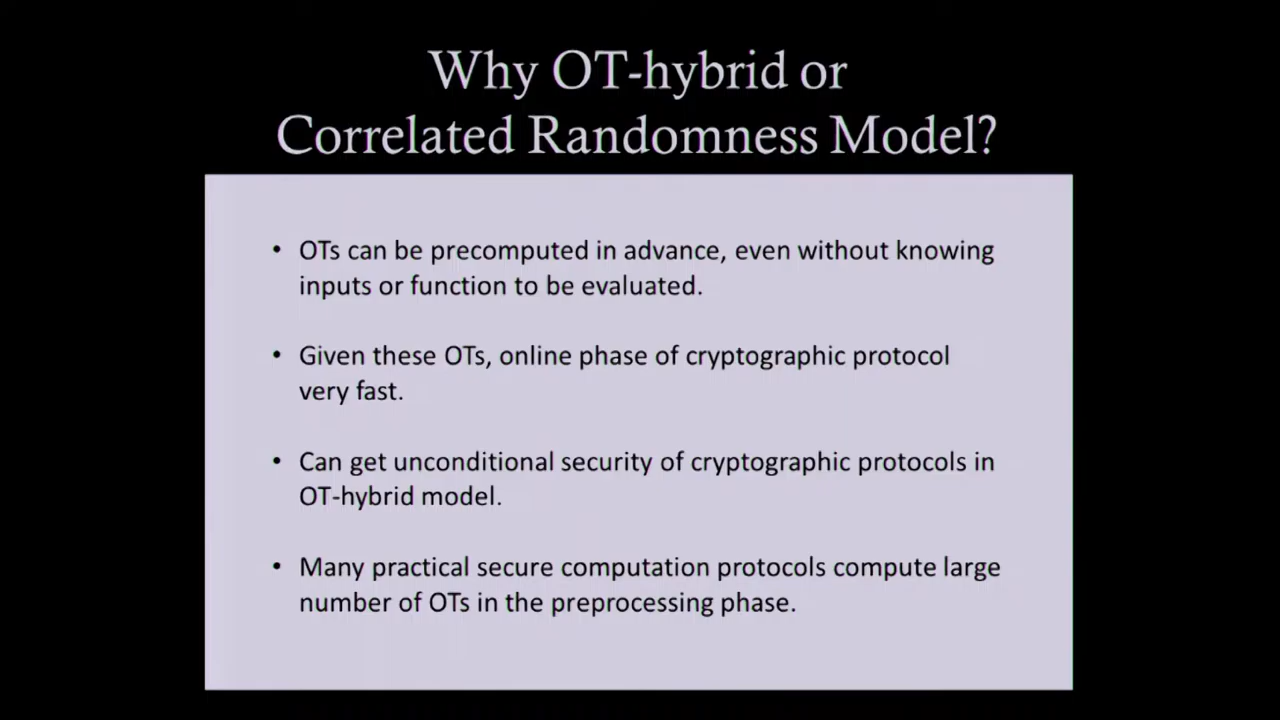 Why OT-hybrid or
Correlated Randomness Model?
• OTs can be precomputed in advance, even without knowing
inputs or function to be evaluated.
• Given these OTs, online phase of cryptographic protocol
very fast.
• Can get unconditional security of cryptographic protocols in
OT-hybrid model.
• Many practical secure computation protocols compute large
number of OTs in the preprocessing phase.